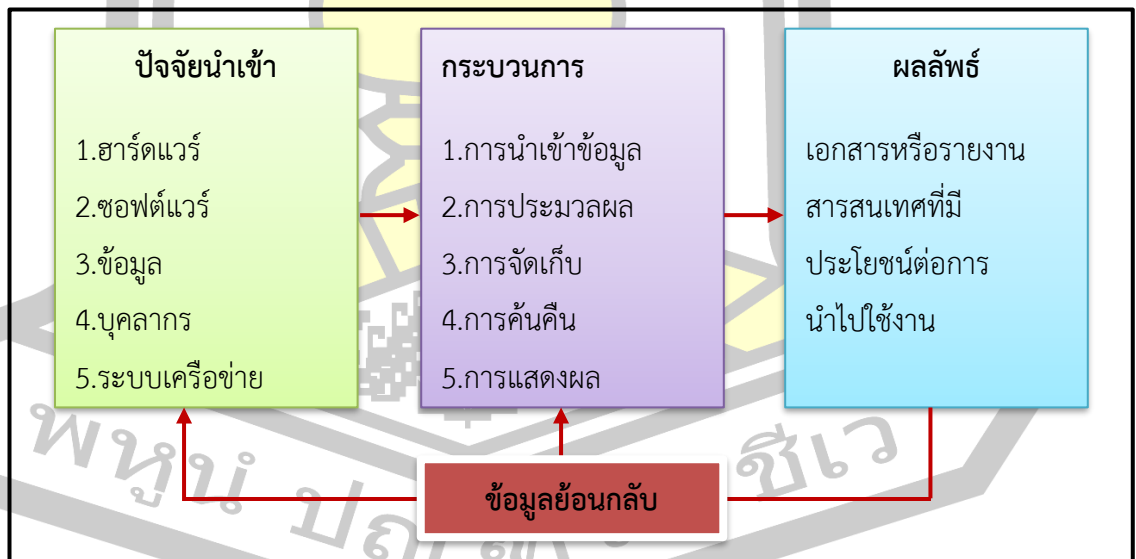 ปัจจัยนำเข้า
1.ฮาร์ดแวร์
2.ซอฟต์แวร์
3.ข้อมูล
4.บุคลากร
5.ระบบเครือข่าย
กระบวนการ
1.การนำเข้าข้อมูล
2.การประมวลผล
3.การจัดเก็บ
4.การค้นคืน
5.การแสดงผล
ผลลัพธ์
เอกสารหรือรายงาน
สารสนเทศที่มี
ประโยชน์ต่อการ
นำไปใช้งาน
ข้อมูลย้อนกลับ
พหูนํ
ชีเว